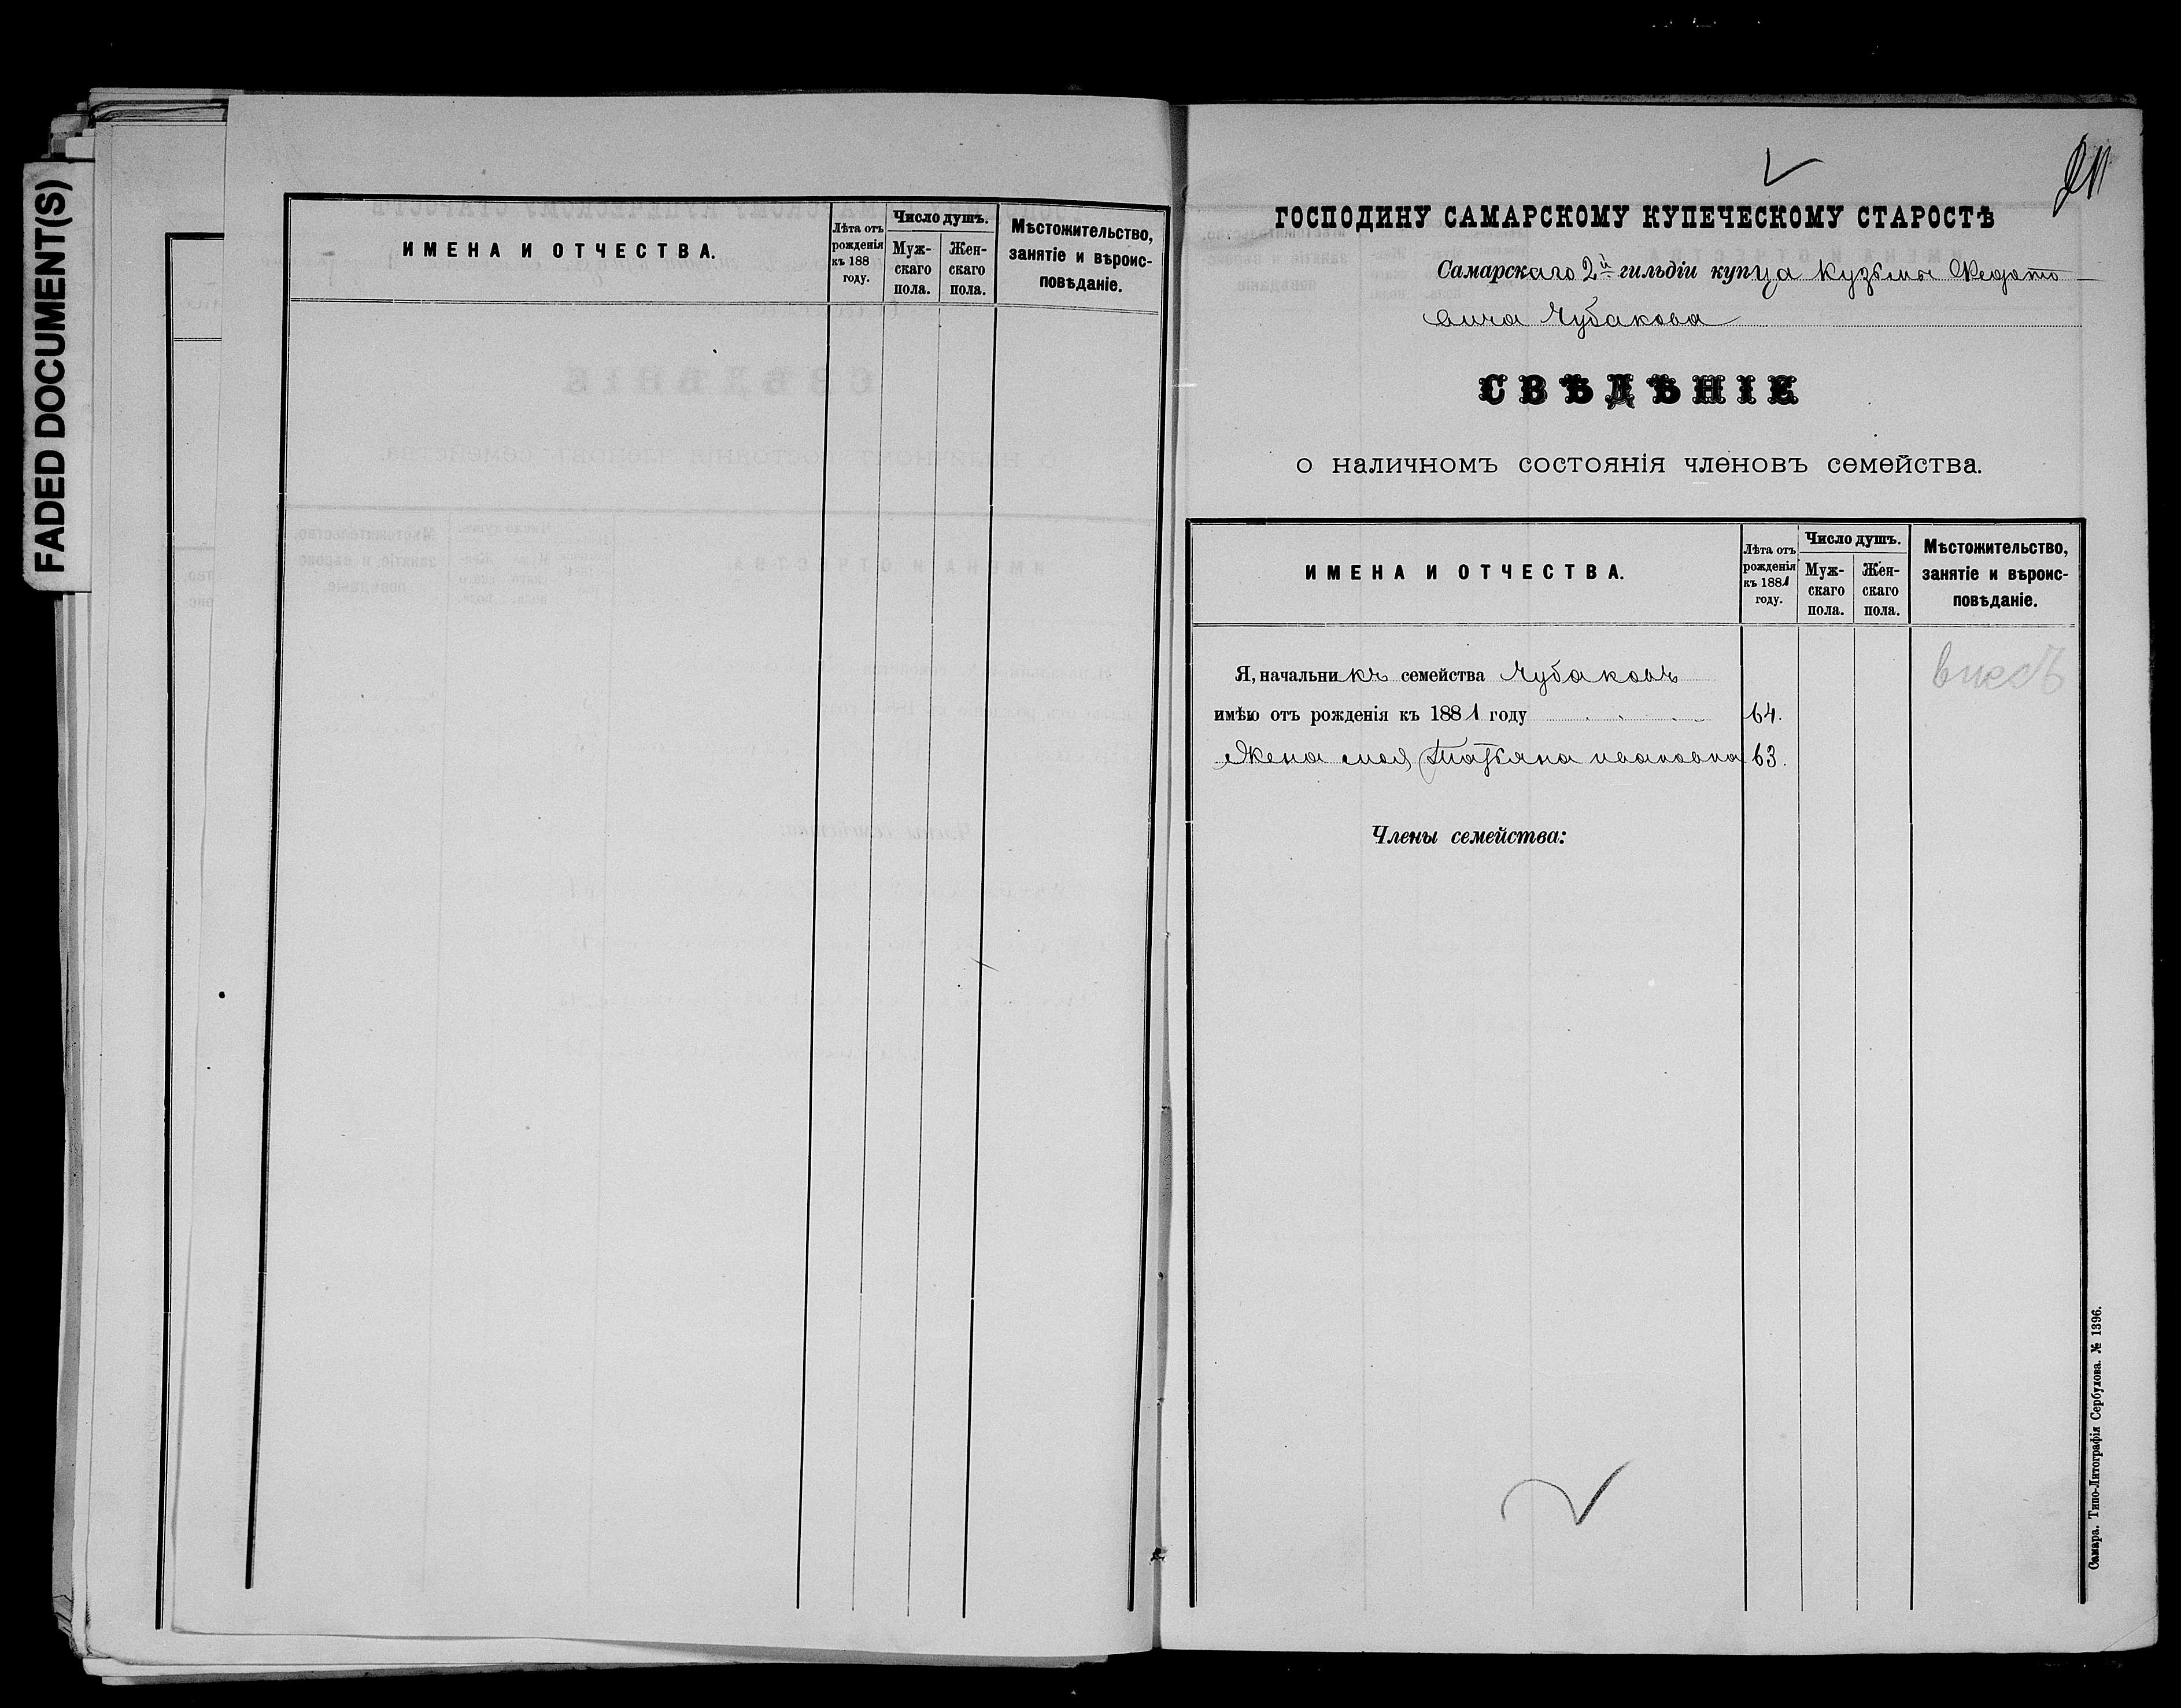 FADED DOCUMENT(S)
ИМЕНА И ОТЧЕСТВА.
Лѣта отъ рожденія къ 188 году.
Число душъ.
Муж-
скаго
пола.
Жен-
скаго
пола.
Мѣстожительство,
занятіе и вѣроис-
повѣданіе.
ГОСПОДИНУ САМАРСКОМУ КУПЕЧЕСКОМУ СТАРОСТѢ
Самарскаго 2й гильдіи купца Кузьмы Федото
вича Чубакова
СВѢДѢНІЕ
о наличномъ состоянія членовъ семейства.
ИМЕНА И ОТЧЕСТВА.
Лѣта отъ
рожденія
къ 1881
году.
Число душъ.
Муж-
скаго
пола.
Жен-
скаго
пола.
Мѣстожительство,
занятіе и вѣроис-
повѣданіе.
Я, начальникъ семейства Чубаковъ
имѣю отъ рожденія къ 1881 году 64.
Жена моя Татьяна ивановна 63.
Члены семейства:
Самара. Типо-Литографія Сербулова. № 1396.